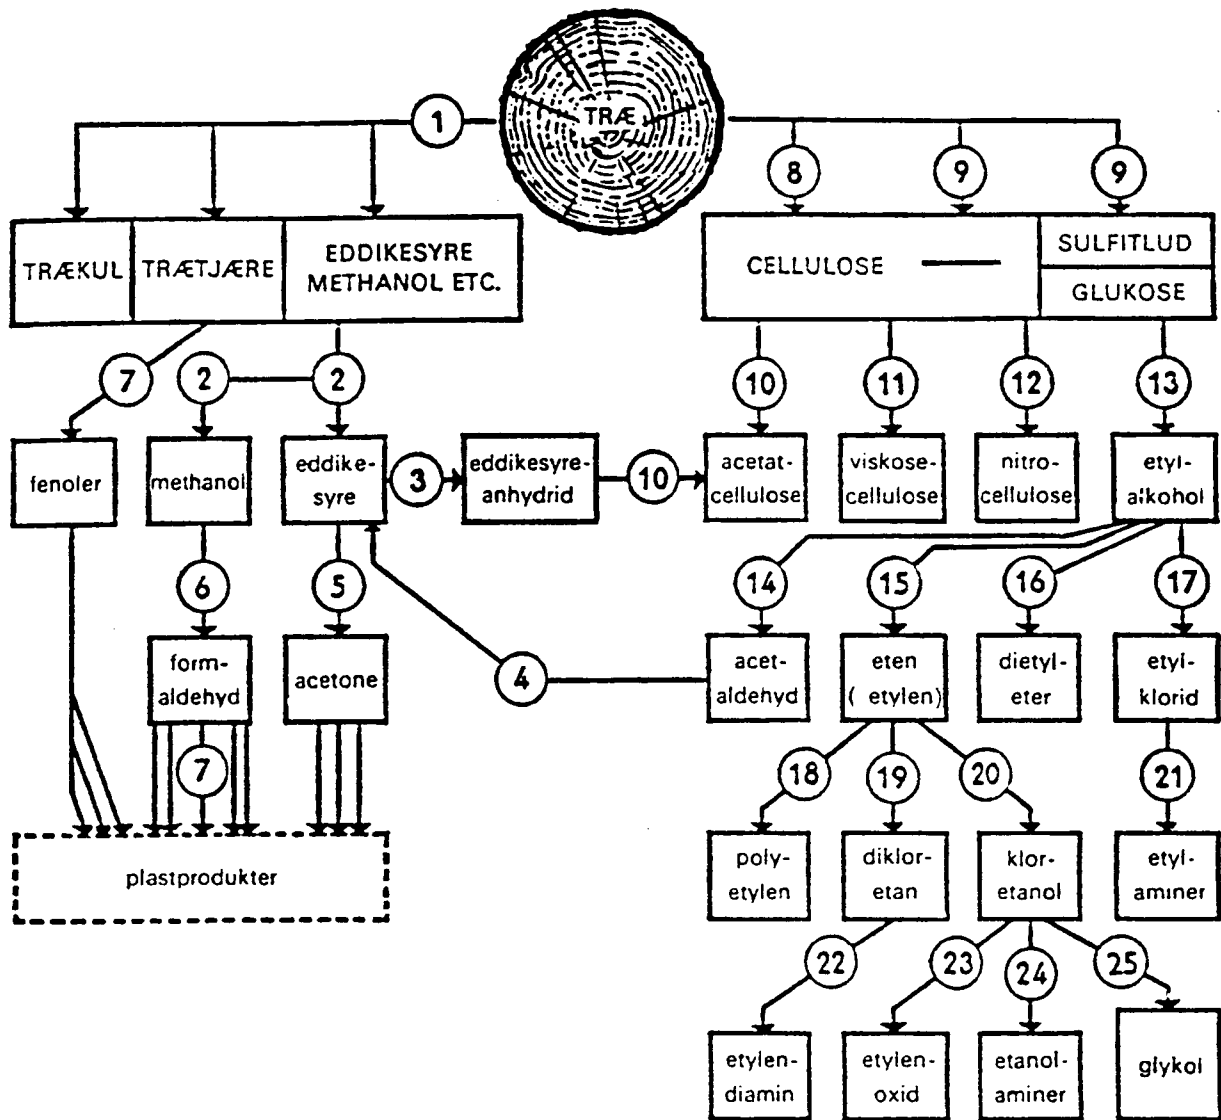 TRÆ
1
8
9
9
TRÆKUL
TRÆTJÆRE
EDDIKESYRE
METHANOL ETC.
CELLULOSE
SULFITLUD
GLUKOSE
7
2
2
10
11
12
13
fenoler
methanol
eddike-
syre
3
eddikesyre-
anhydrid
10
acetat-
cellulose
viskose-
cellulose
nitro-
cellulose
etyl-
alkohol
6
5
14
15
16
17
form-
aldehyd
acetone
4
acet-
aldehyd
eten
( etylen)
dietyl-
eter
etyl-
klorid
7
18
19
20
21
plastprodukter
poly-
etylen
diklor-
etan
klor-
etanol
etyl-
aminer
22
23
24
25
etylen-
diamin
etylen-
oxid
etanol-
aminer
glykol